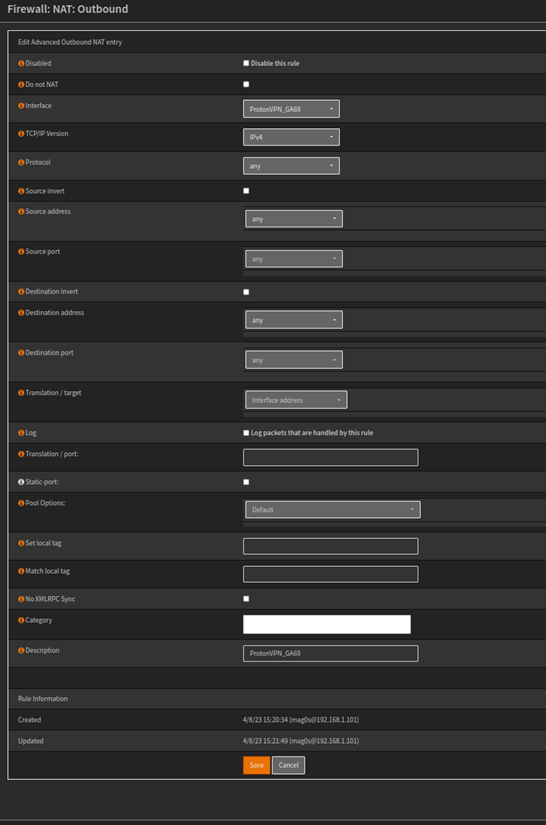 Firewall: NAT: Outbound
Edit Advanced Outbound NAT entry
Disabled
Disable this rule
Do not NAT
Interface
ProtonVPN_GA69
TCP/IP Version
IPv4
Protocol
any
Source invert
Source address
any
Source port
any
Destination invert
Destination address
any
Destination port
any
Translation / target
Interface address
Log
Log packets that are handled by this rule
Translation / port:
Static-port:
Pool Options:
Default
Set local tag
Match local tag
No XMLRPC Sync
Category
Description
ProtonVPN_GA69
Rule Information
Created
4/8/23 15:20:34 (mag0s@192.168.1.101)
Updated
4/8/23 15:21:49 (mag0s@192.168.1.101)
Save
Cancel